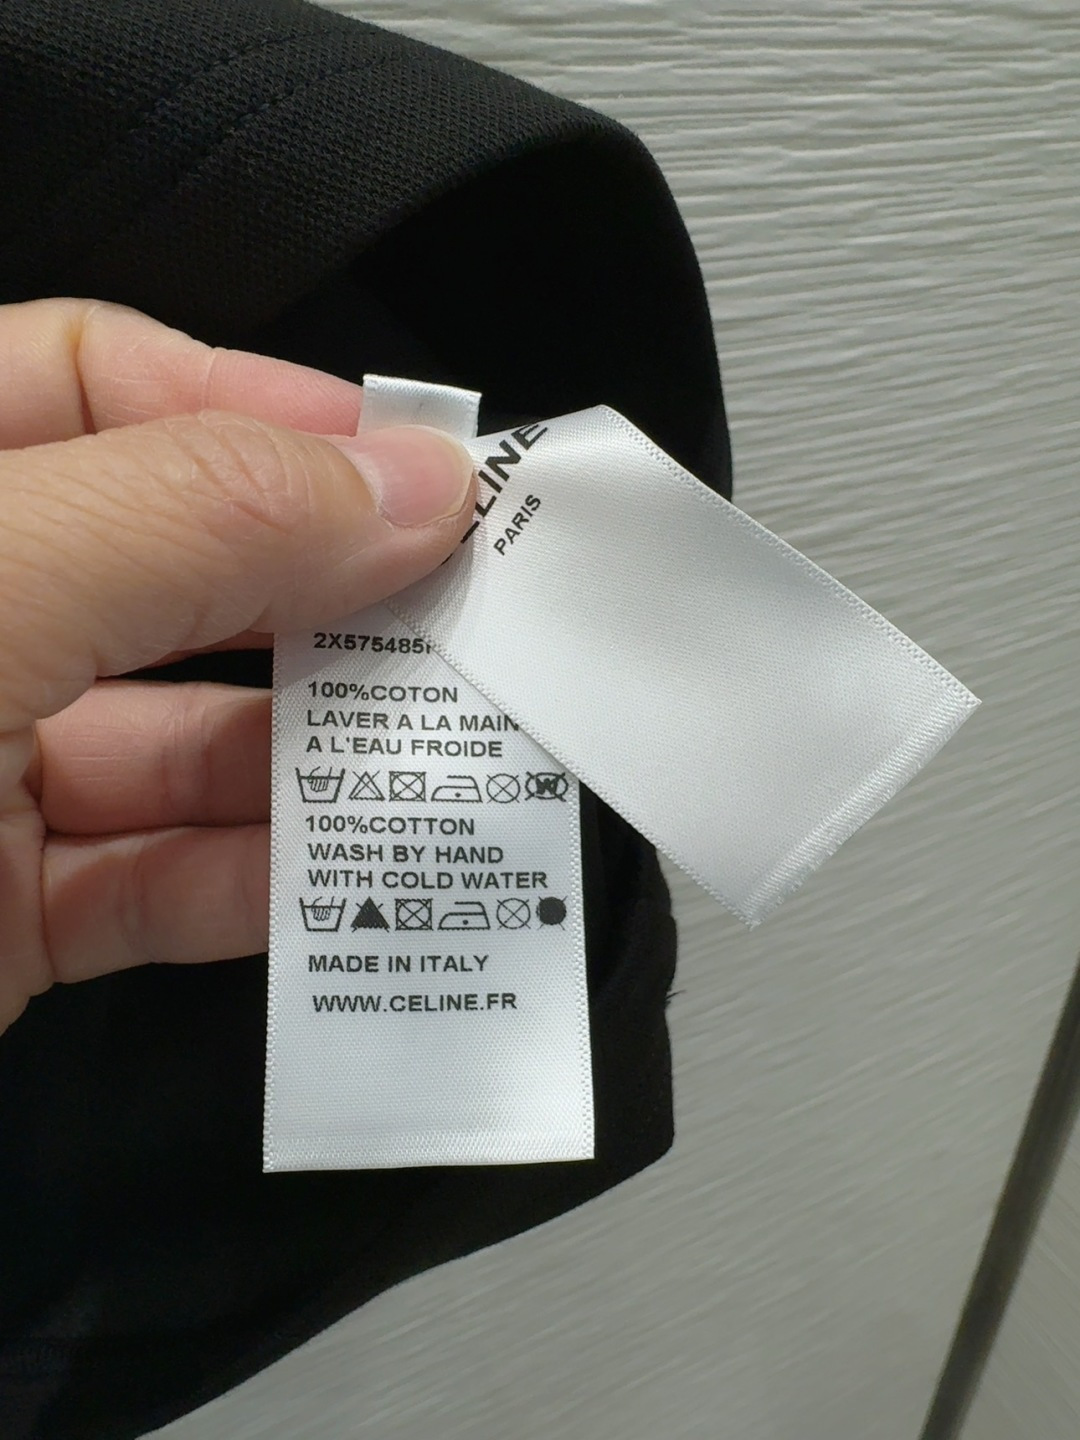 PARIS
100%COTON
LAVER A LA MAIN
A L'EAU FROIDE
W
100%COTTON
WASH BY HAND
WITH COLD WATER
MADE IN ITALY
WWW.CELINE.FR